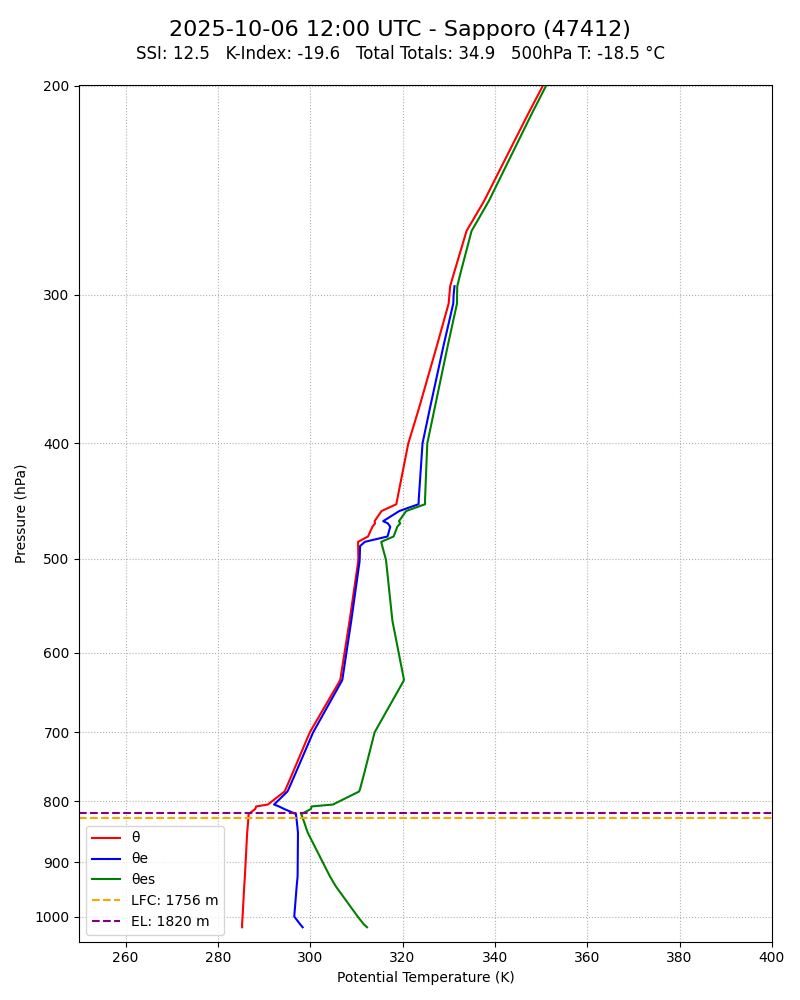 2025-10-06 12:00 UTC - Sapporo (47412)
SSI: 12.5 K-Index: -19.6 Total Totals: 34.9 500hPa T: -18.5 °C
200
300
400
500
600
700
800
900
1000
Pressure (hPa)
θ
θe
θes
LFC: 1756 m
EL: 1820 m
260 280 300 320 340 360 380 400
Potential Temperature (K)